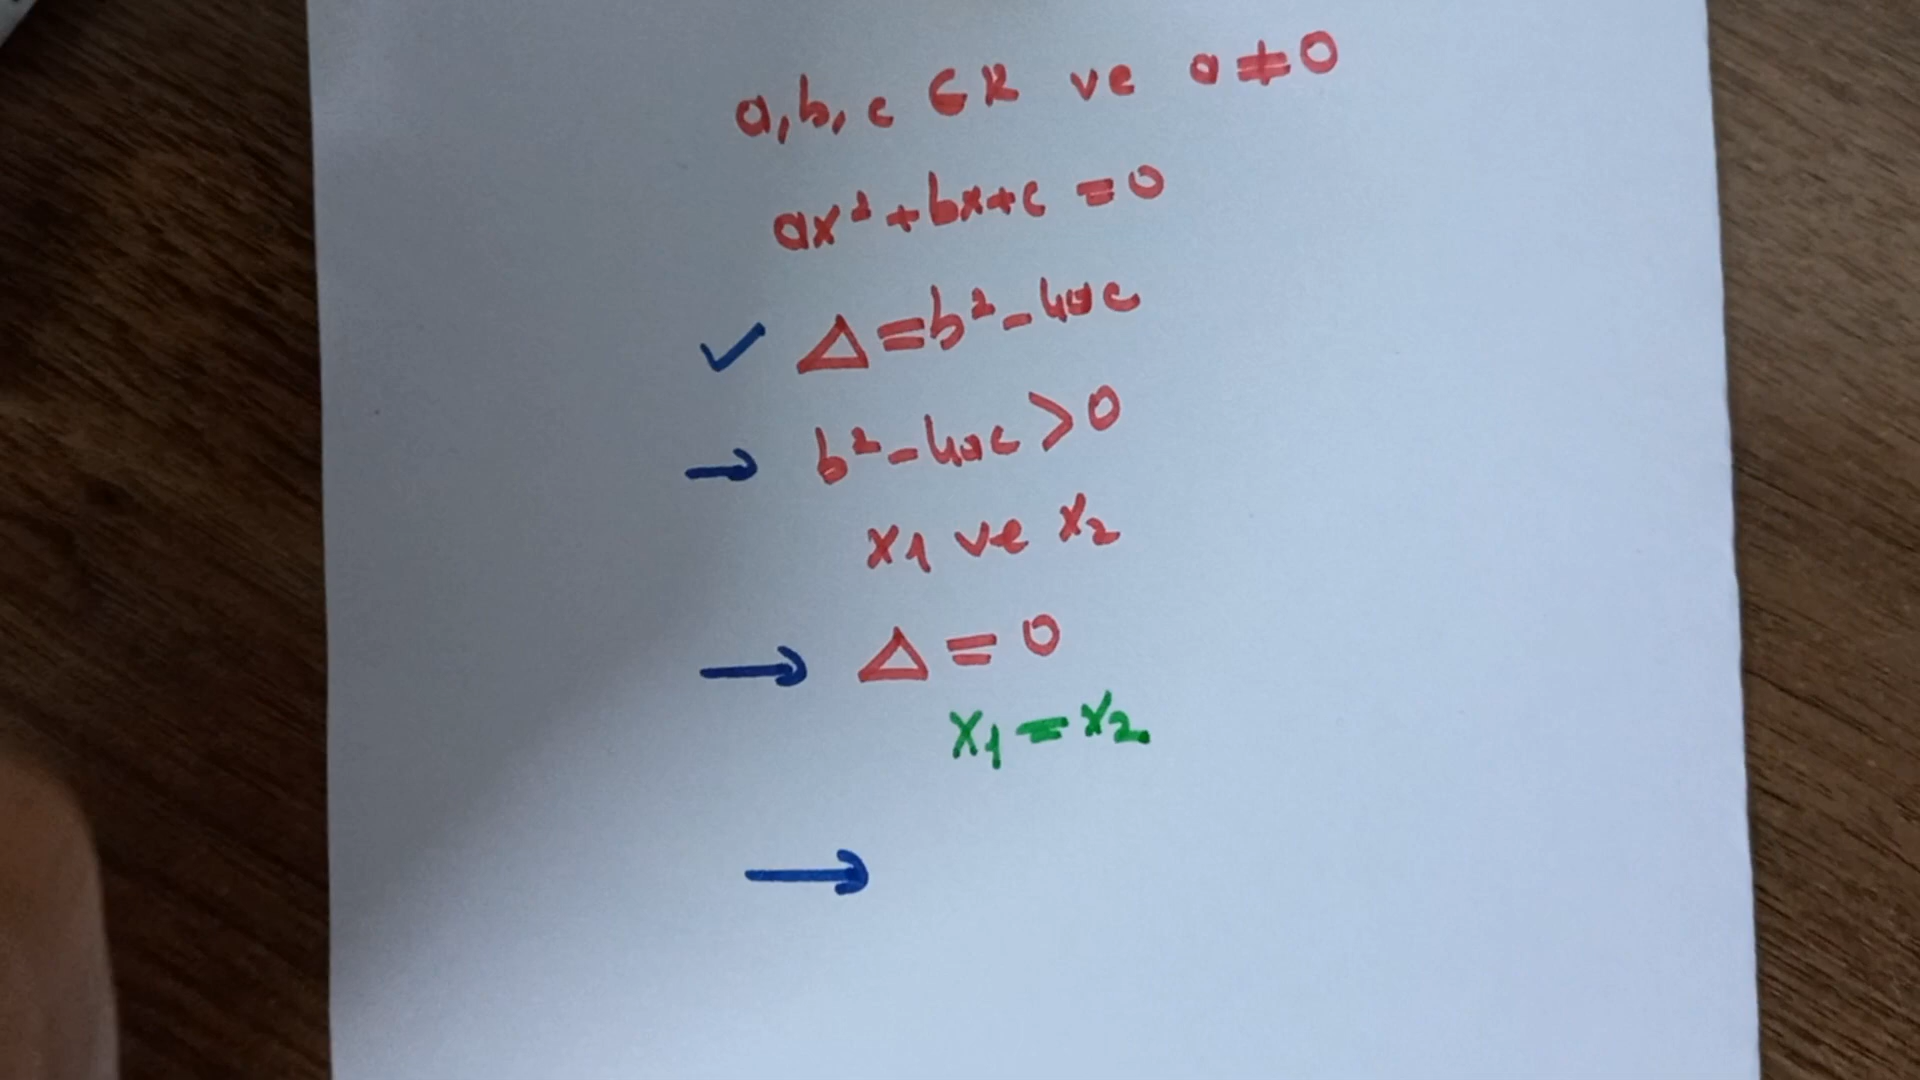 a, b, c ∈ R ve a ≠ 0
ax² + bx + c = 0
✓ Δ = b² - 4ac
→ b² - 4ac > 0
x₁ ve x₂
→ Δ = 0
x₁ = x₂.
→